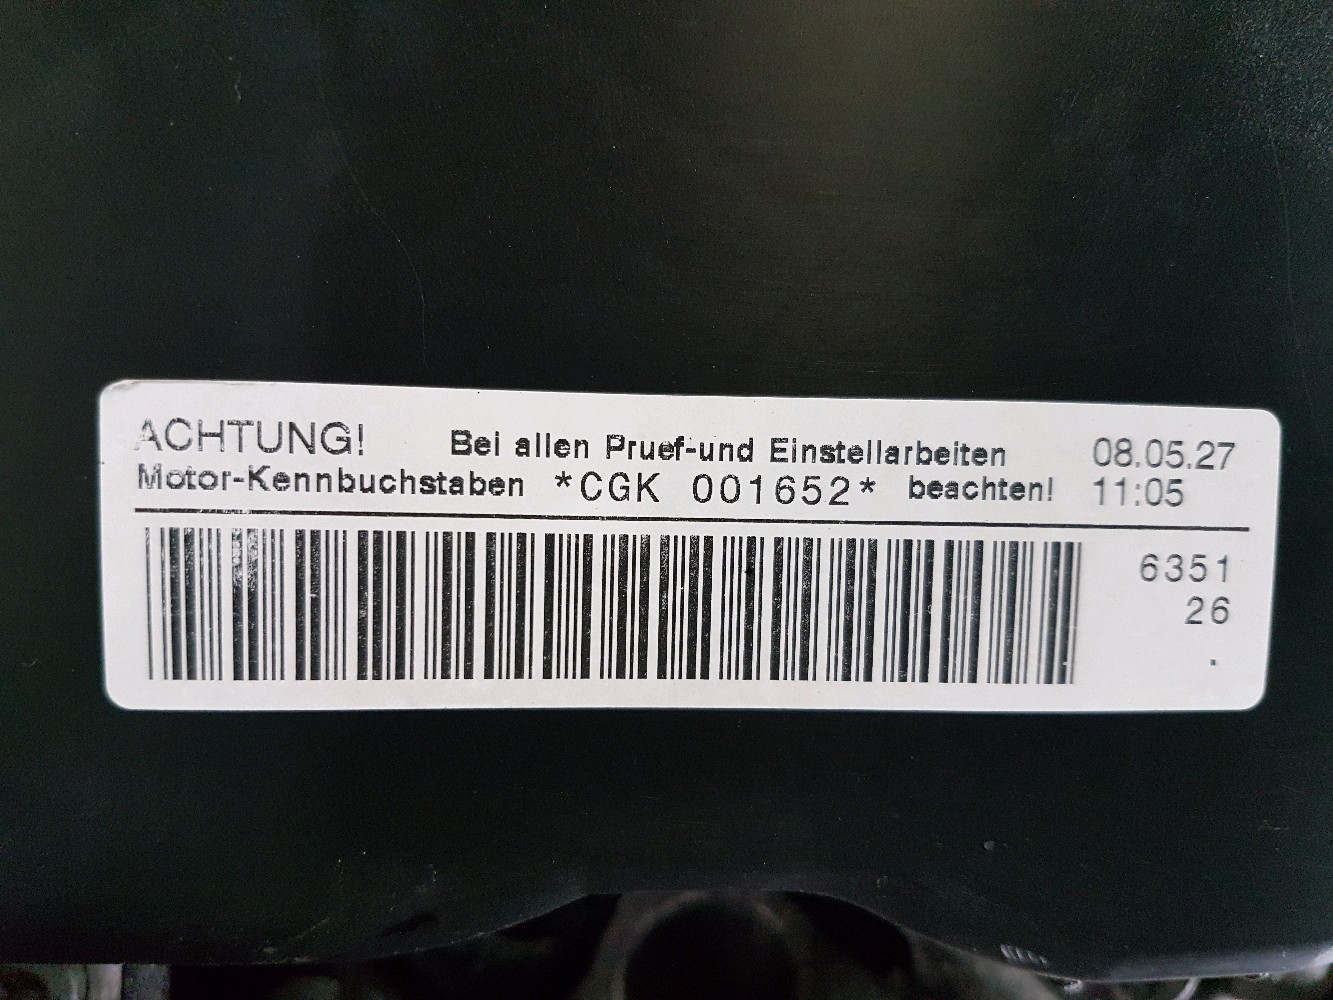 ACHTUNG! Bei allen Pruef-und Einstellarbeiten 08.05.27
Motor-Kennbuchstaben *CGK 001652* beachten! 11:05
6351
26